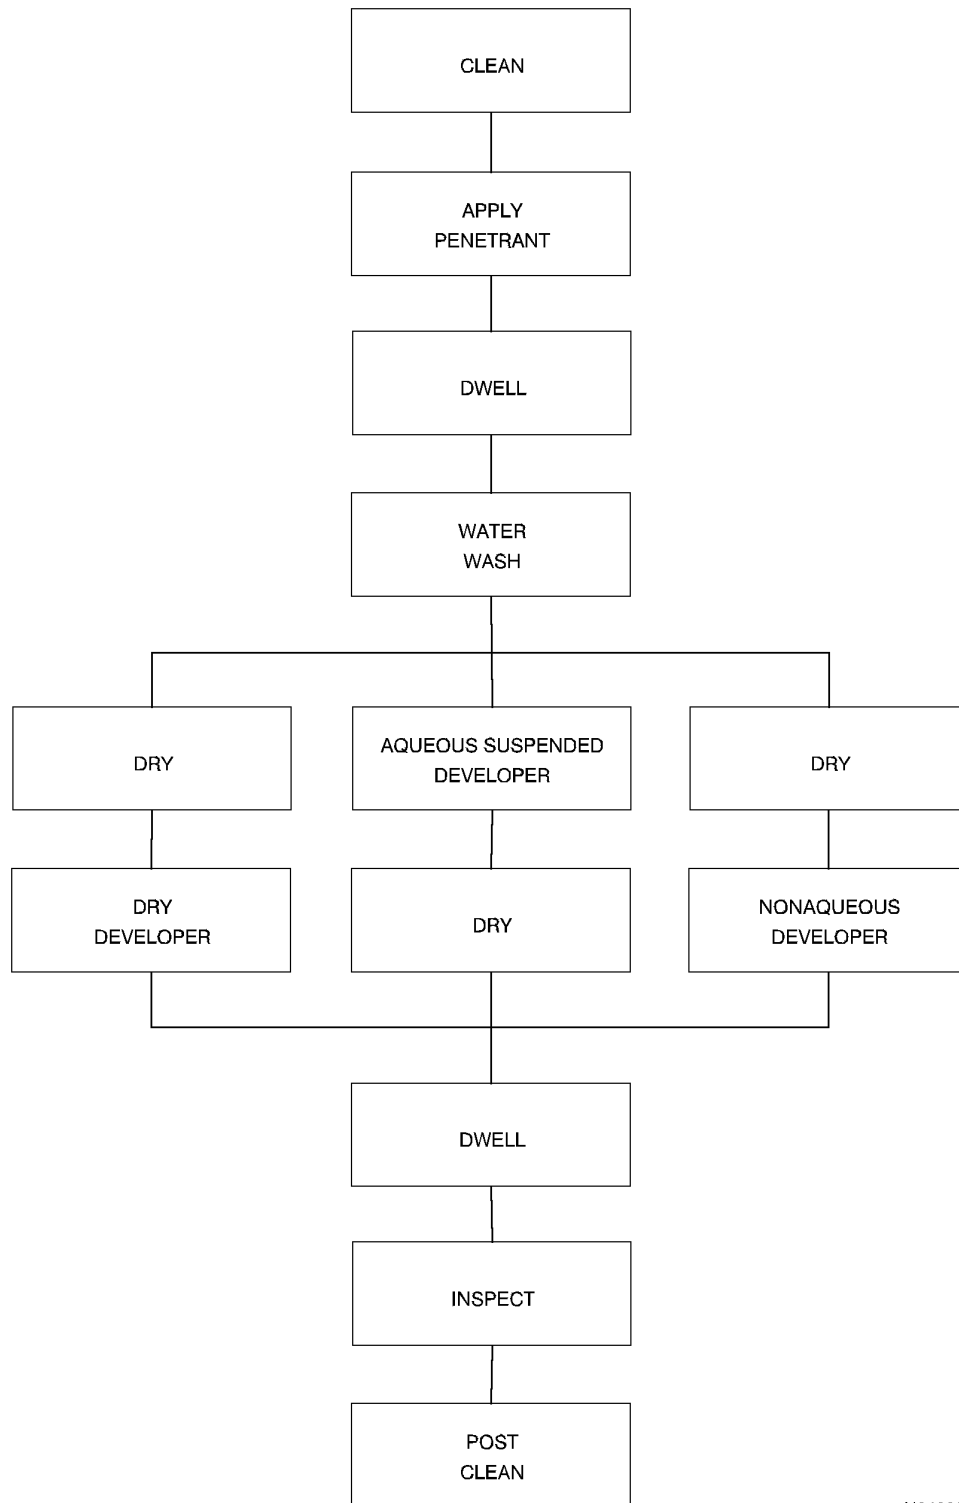 CLEAN
APPLY
PENETRANT
DWELL
WATER
WASH
DRY
AQUEOUS SUSPENDED
DEVELOPER
DRY
DRY
DEVELOPER
DRY
NONAQUEOUS
DEVELOPER
DWELL
INSPECT
POST
CLEAN